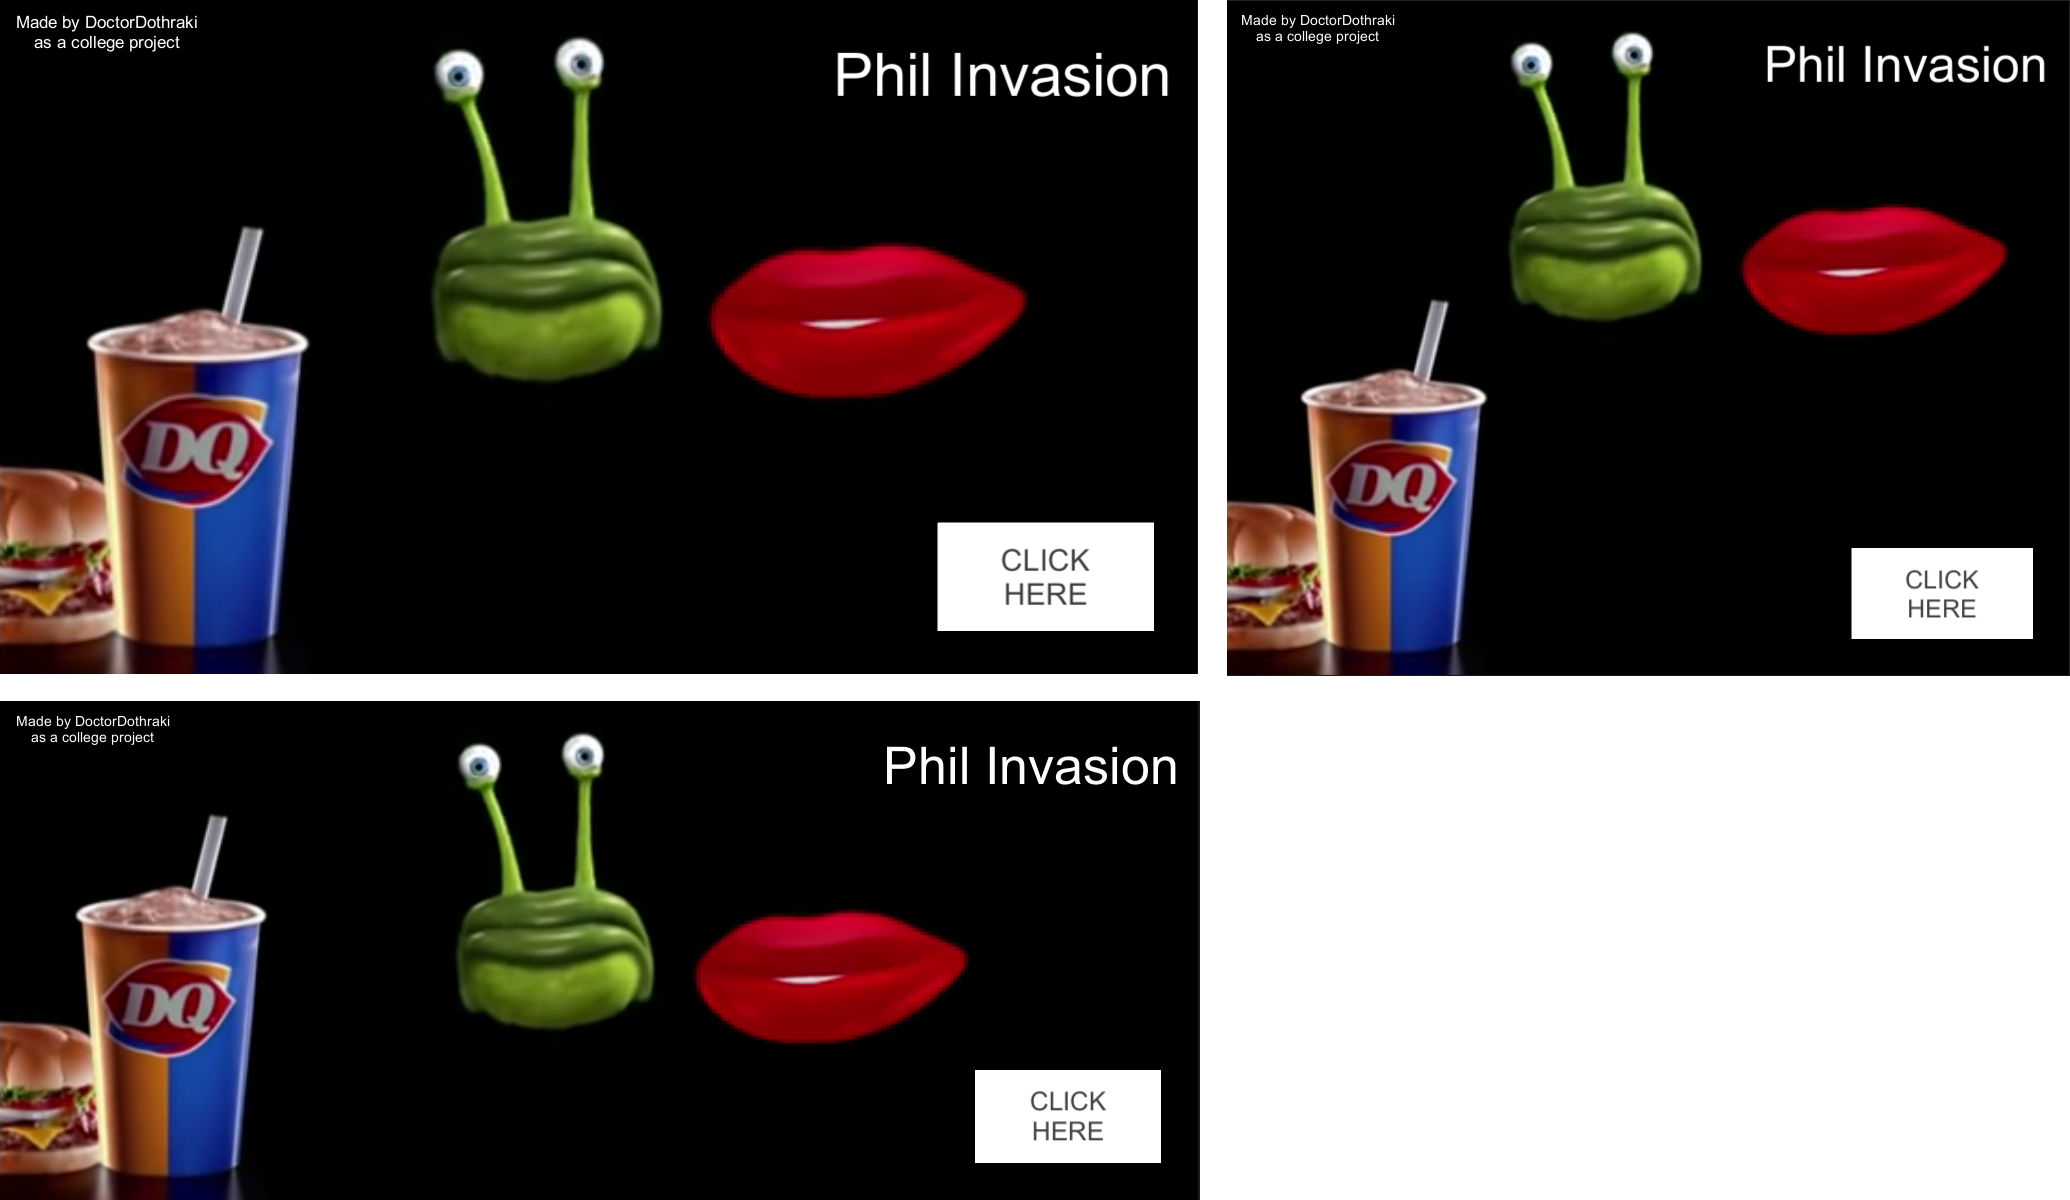 Made by DoctorDothraki
as a college project
Phil Invasion
DQ
CLICK
HERE
Made by DoctorDothraki
as a college project
Phil Invasion
DQ
CLICK
HERE
Made by DoctorDothraki
as a college project
Phil Invasion
DQ
CLICK
HERE